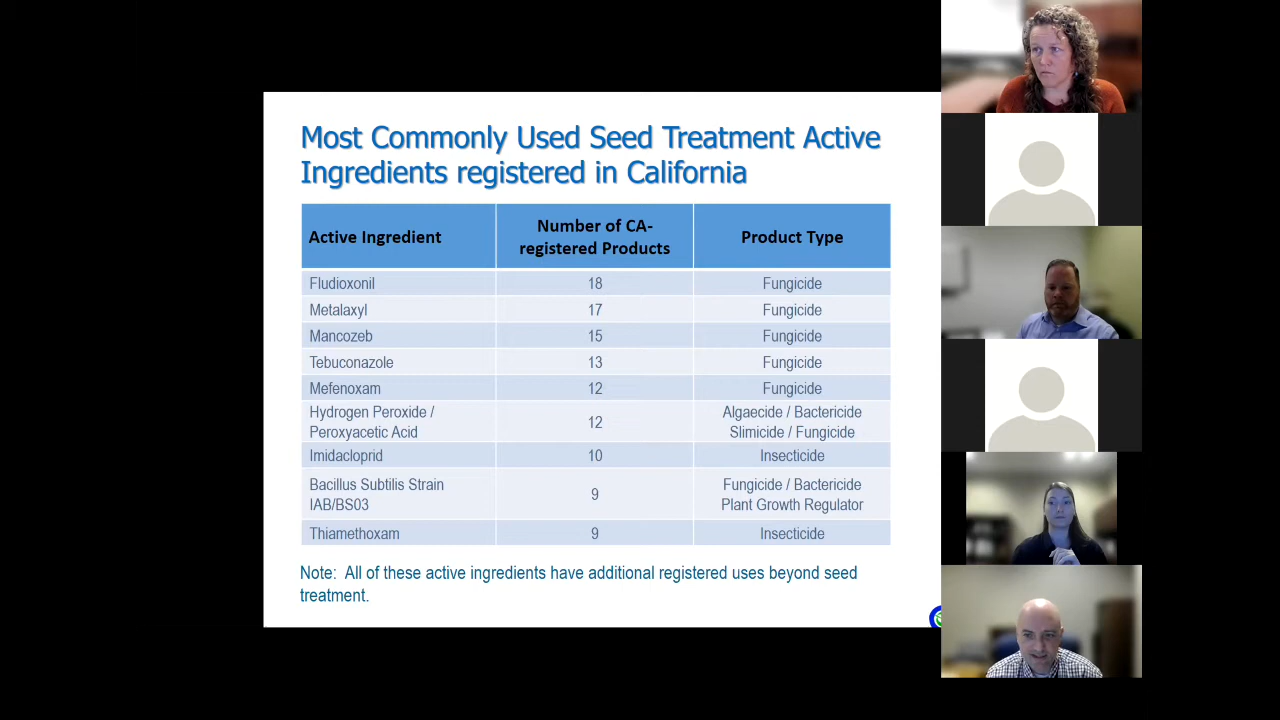 Most Commonly Used Seed Treatment Active
Ingredients registered in California
Active Ingredient
Number of CA-
registered Products
Product Type
Fludioxonil 18 Fungicide
Metalaxyl 17 Fungicide
Mancozeb 15 Fungicide
Tebuconazole 13 Fungicide
Mefenoxam 12 Fungicide
Hydrogen Peroxide /
Peroxyacetic Acid
12
Algaecide / Bactericide
Slimicide / Fungicide
Imidacloprid 10 Insecticide
Bacillus Subtilis Strain
IAB/BS03
9
Fungicide / Bactericide
Plant Growth Regulator
Thiamethoxam 9 Insecticide
Note: All of these active ingredients have additional registered uses beyond seed
treatment.